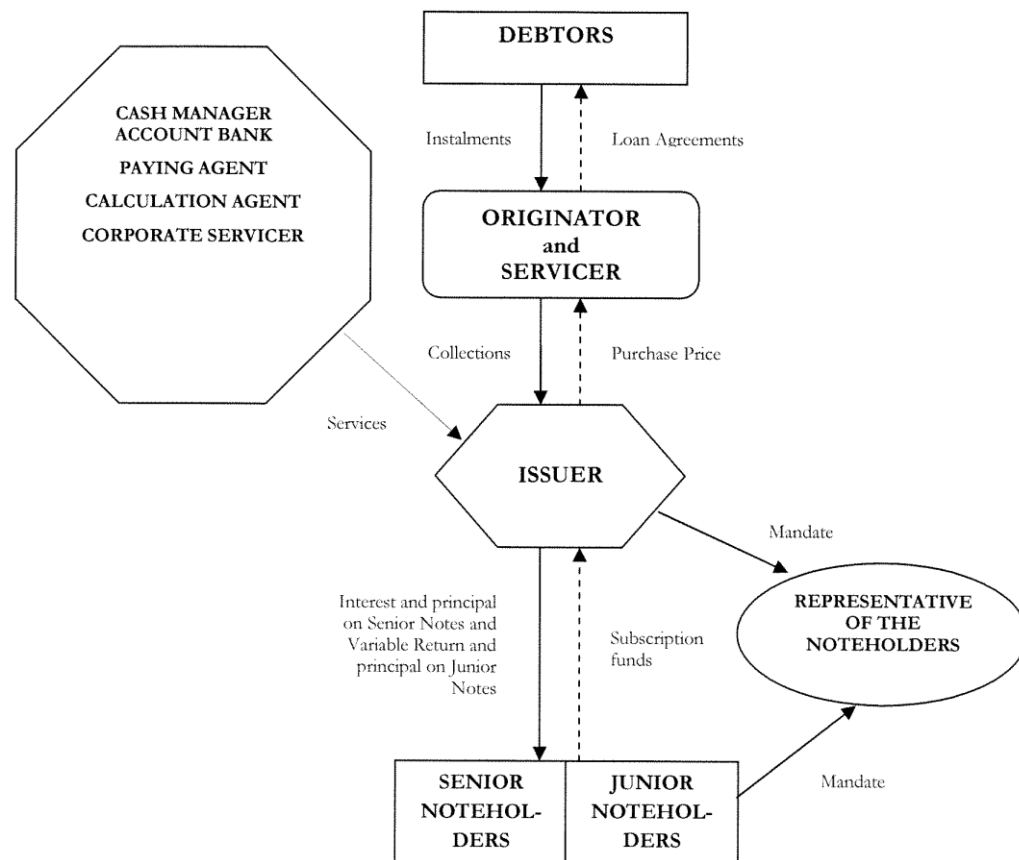 DEBTORS
CASH MANAGER
ACCOUNT BANK
PAYING AGENT
CALCULATION AGENT
CORPORATE SERVICER
Instalments
Loan Agreements
ORIGINATOR
and
SERVICER
Collections
Purchase Price
Services
ISSUER
Mandate
Interest and principal
on Senior Notes and
Variable Return and
principal on Junior
Notes
Subscription
funds
REPRESENTATIVE
OF THE
NOTEHOLDERS
SENIOR
NOTEHOL-
DERS
JUNIOR
NOTEHOL-
DERS
Mandate